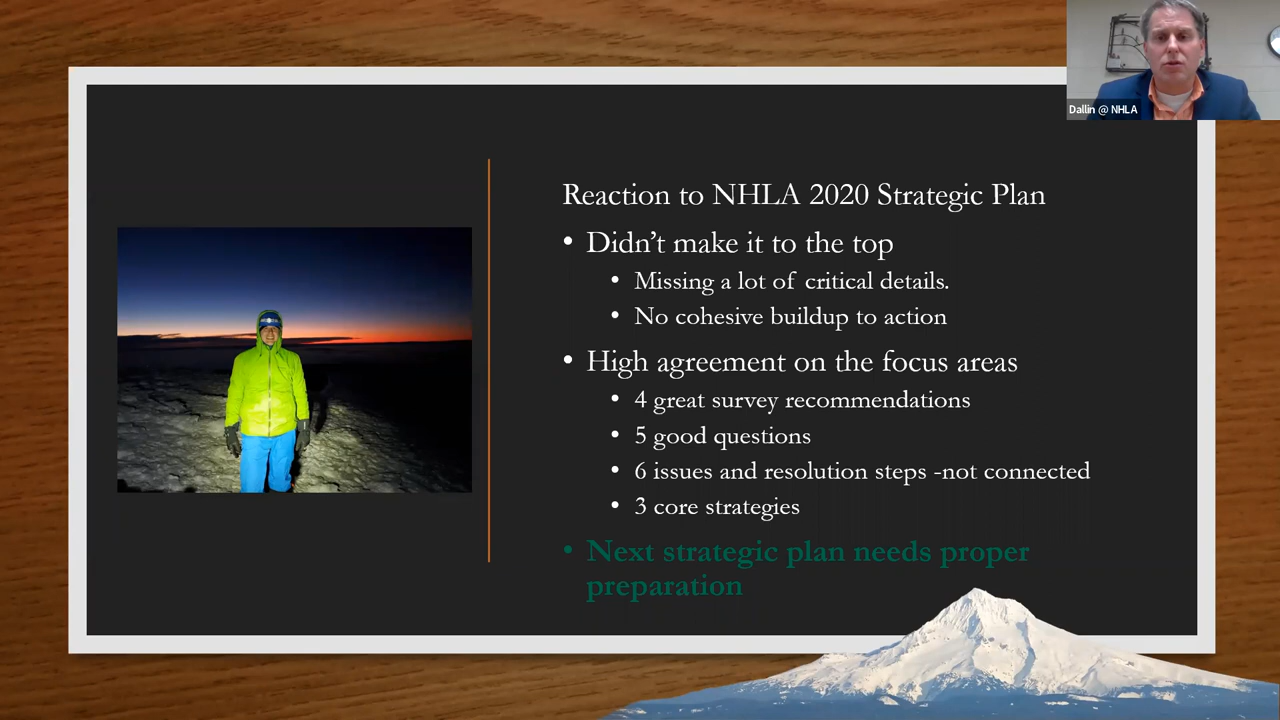 Dallin @ NHLA
Reaction to NHLA 2020 Strategic Plan
• Didn’t make it to the top
• Missing a lot of critical details.
• No cohesive buildup to action
• High agreement on the focus areas
• 4 great survey recommendations
• 5 good questions
• 6 issues and resolution steps -not connected
• 3 core strategies
• Next strategic plan needs proper
preparation